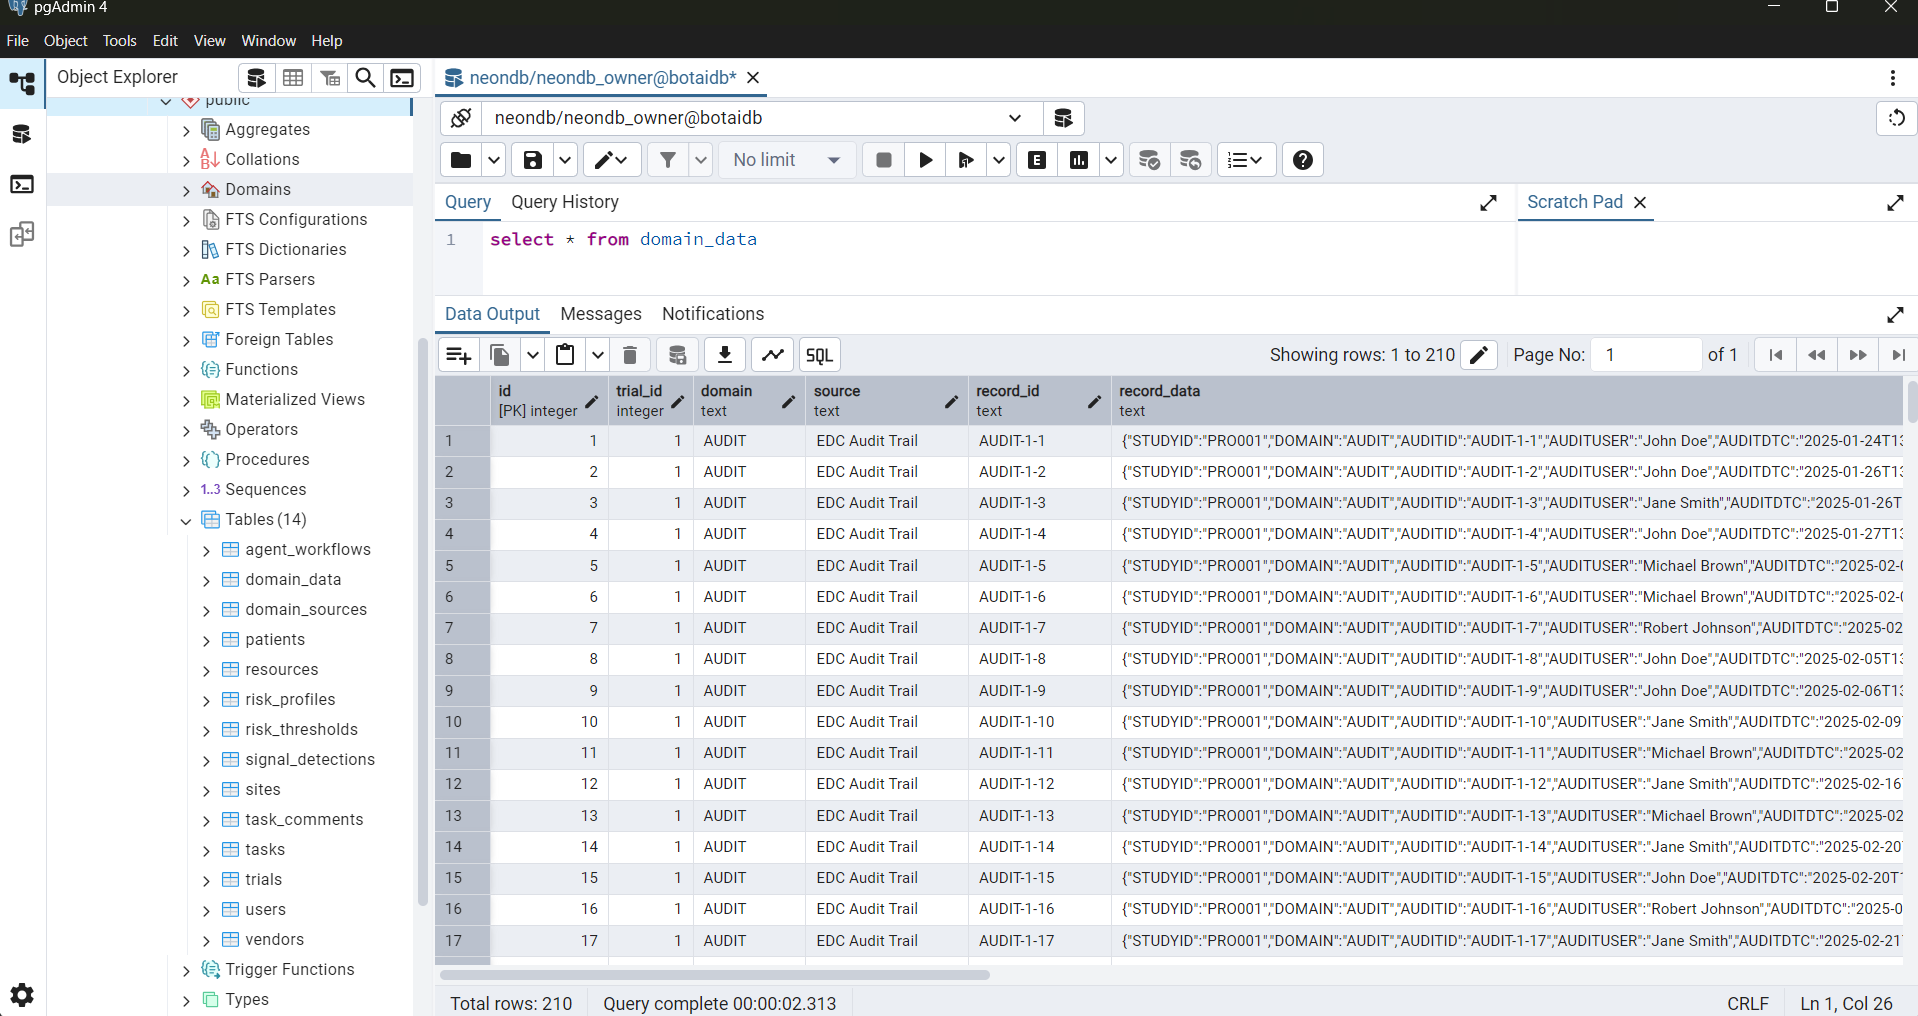 pgAdmin 4
File Object Tools Edit View Window Help
Object Explorer
public
Aggregates
Collations
Domains
FTS Configurations
FTS Dictionaries
Aa FTS Parsers
FTS Templates
Foreign Tables
Functions
Materialized Views
Operators
Procedures
1..3 Sequences
Tables (14)
agent_workflows
domain_data
domain_sources
patients
resources
risk_profiles
risk_thresholds
signal_detections
sites
task_comments
tasks
trials
users
vendors
Trigger Functions
Types
neondb/neondb_owner@botaidb*
neondb/neondb_owner@botaidb
No limit
E
Query Query History
Scratch Pad
1 select * from domain_data
Data Output Messages Notifications
SQL
Showing rows: 1 to 210
Page No: 1 of 1
id [PK] integer
trial_id integer
domain text
source text
record_id text
record_data text
1 1 1 AUDIT EDC Audit Trail AUDIT-1-1 {"STUDYID":"PRO001","DOMAIN":"AUDIT","AUDITID":"AUDIT-1-1","AUDITUSER":"John Doe","AUDITDTC":"2025-01-24T13
2 2 1 AUDIT EDC Audit Trail AUDIT-1-2 {"STUDYID":"PRO001","DOMAIN":"AUDIT","AUDITID":"AUDIT-1-2","AUDITUSER":"John Doe","AUDITDTC":"2025-01-26T13
3 3 1 AUDIT EDC Audit Trail AUDIT-1-3 {"STUDYID":"PRO001","DOMAIN":"AUDIT","AUDITID":"AUDIT-1-3","AUDITUSER":"Jane Smith","AUDITDTC":"2025-01-26T
4 4 1 AUDIT EDC Audit Trail AUDIT-1-4 {"STUDYID":"PRO001","DOMAIN":"AUDIT","AUDITID":"AUDIT-1-4","AUDITUSER":"John Doe","AUDITDTC":"2025-01-27T13
5 5 1 AUDIT EDC Audit Trail AUDIT-1-5 {"STUDYID":"PRO001","DOMAIN":"AUDIT","AUDITID":"AUDIT-1-5","AUDITUSER":"Michael Brown","AUDITDTC":"2025-02-0
6 6 1 AUDIT EDC Audit Trail AUDIT-1-6 {"STUDYID":"PRO001","DOMAIN":"AUDIT","AUDITID":"AUDIT-1-6","AUDITUSER":"Michael Brown","AUDITDTC":"2025-02-0
7 7 1 AUDIT EDC Audit Trail AUDIT-1-7 {"STUDYID":"PRO001","DOMAIN":"AUDIT","AUDITID":"AUDIT-1-7","AUDITUSER":"Robert Johnson","AUDITDTC":"2025-02
8 8 1 AUDIT EDC Audit Trail AUDIT-1-8 {"STUDYID":"PRO001","DOMAIN":"AUDIT","AUDITID":"AUDIT-1-8","AUDITUSER":"John Doe","AUDITDTC":"2025-02-05T13
9 9 1 AUDIT EDC Audit Trail AUDIT-1-9 {"STUDYID":"PRO001","DOMAIN":"AUDIT","AUDITID":"AUDIT-1-9","AUDITUSER":"John Doe","AUDITDTC":"2025-02-06T13
10 10 1 AUDIT EDC Audit Trail AUDIT-1-10 {"STUDYID":"PRO001","DOMAIN":"AUDIT","AUDITID":"AUDIT-1-10","AUDITUSER":"Jane Smith","AUDITDTC":"2025-02-09
11 11 1 AUDIT EDC Audit Trail AUDIT-1-11 {"STUDYID":"PRO001","DOMAIN":"AUDIT","AUDITID":"AUDIT-1-11","AUDITUSER":"Michael Brown","AUDITDTC":"2025-02
12 12 1 AUDIT EDC Audit Trail AUDIT-1-12 {"STUDYID":"PRO001","DOMAIN":"AUDIT","AUDITID":"AUDIT-1-12","AUDITUSER":"Jane Smith","AUDITDTC":"2025-02-16
13 13 1 AUDIT EDC Audit Trail AUDIT-1-13 {"STUDYID":"PRO001","DOMAIN":"AUDIT","AUDITID":"AUDIT-1-13","AUDITUSER":"Michael Brown","AUDITDTC":"2025-02
14 14 1 AUDIT EDC Audit Trail AUDIT-1-14 {"STUDYID":"PRO001","DOMAIN":"AUDIT","AUDITID":"AUDIT-1-14","AUDITUSER":"Jane Smith","AUDITDTC":"2025-02-20
15 15 1 AUDIT EDC Audit Trail AUDIT-1-15 {"STUDYID":"PRO001","DOMAIN":"AUDIT","AUDITID":"AUDIT-1-15","AUDITUSER":"John Doe","AUDITDTC":"2025-02-20T1
16 16 1 AUDIT EDC Audit Trail AUDIT-1-16 {"STUDYID":"PRO001","DOMAIN":"AUDIT","AUDITID":"AUDIT-1-16","AUDITUSER":"Robert Johnson","AUDITDTC":"2025-0
17 17 1 AUDIT EDC Audit Trail AUDIT-1-17 {"STUDYID":"PRO001","DOMAIN":"AUDIT","AUDITID":"AUDIT-1-17","AUDITUSER":"Jane Smith","AUDITDTC":"2025-02-21
Total rows: 210 Query complete 00:00:02.313 CRLF Ln 1, Col 26